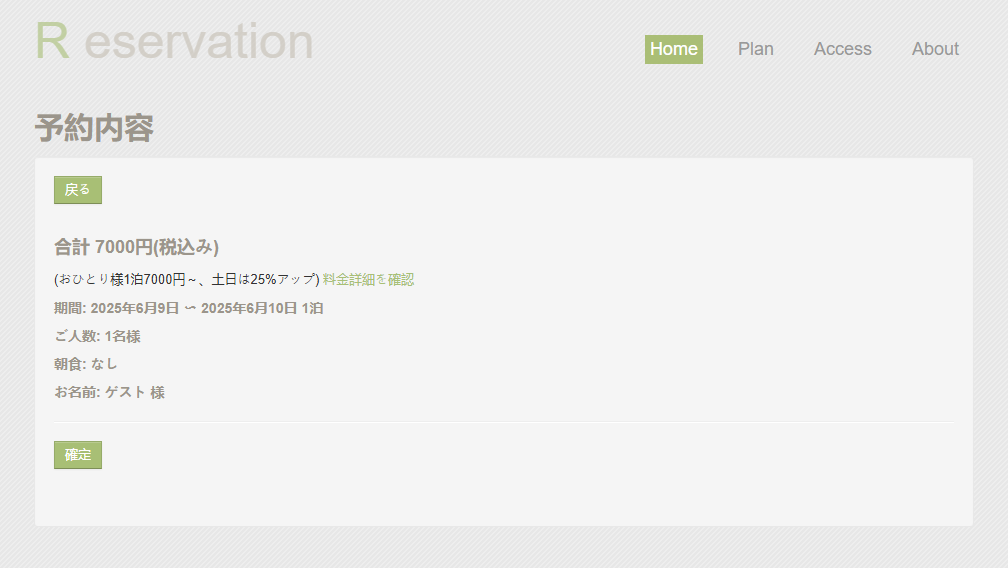 R eservation
Home Plan Access About
予約内容
戻る
合計 7000円(税込み)
(おひとり様1泊7000円～、土日は25%アップ) 料金詳細を確認
期間: 2025年6月9日 〜 2025年6月10日 1泊
ご人数: 1名様
朝食: なし
お名前: ゲスト 様
確定